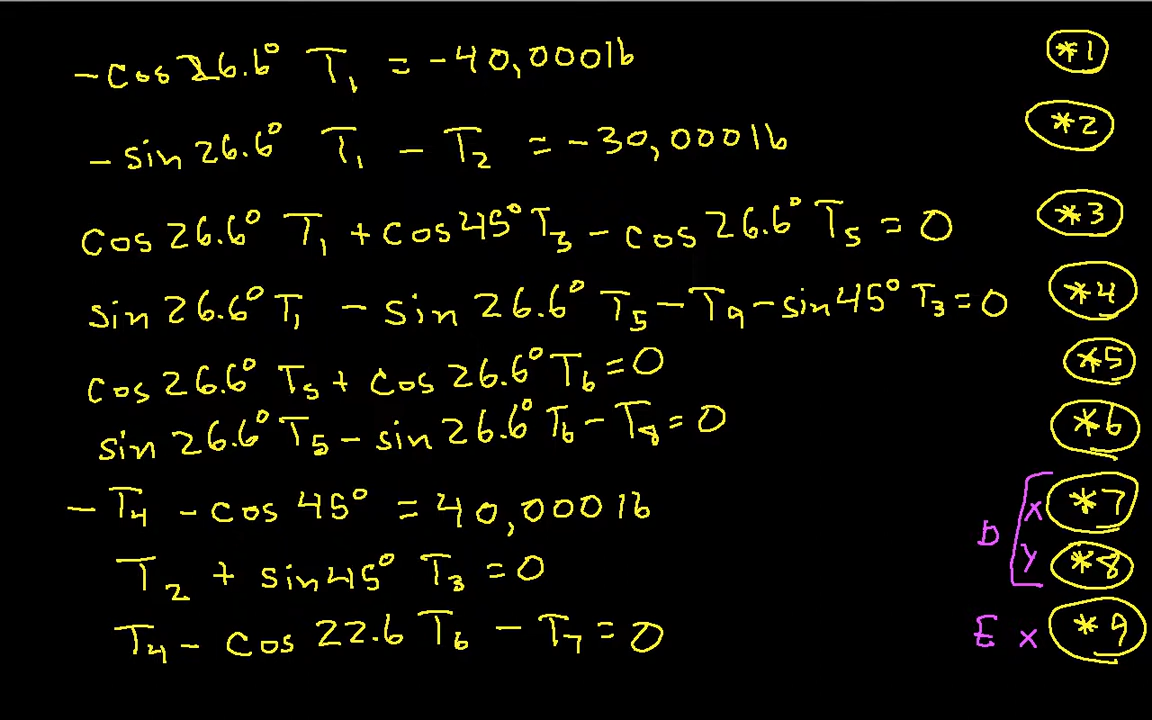 -cos 26.6° T₁ = -40,000lb *1
-sin 26.6° T₁ - T₂ = -30,000lb *2
cos 26.6° T₁ + cos 45° T₃ - cos 26.6° T₅ = 0 *3
sin 26.6° T₁ - sin 26.6° T₅ - T₉ - sin 45° T₃ = 0 *4
cos 26.6° T₅ + cos 26.6° T₆ = 0 *5
sin 26.6° T₅ - sin 26.6° T₆ - T₈ = 0 *6
-T₄ - cos 45° = 40,000lb x *7
D
T₂ + sin 45° T₃ = 0 y *8
T₄ - cos 22.6 T₆ - T₇ = 0 E x *9